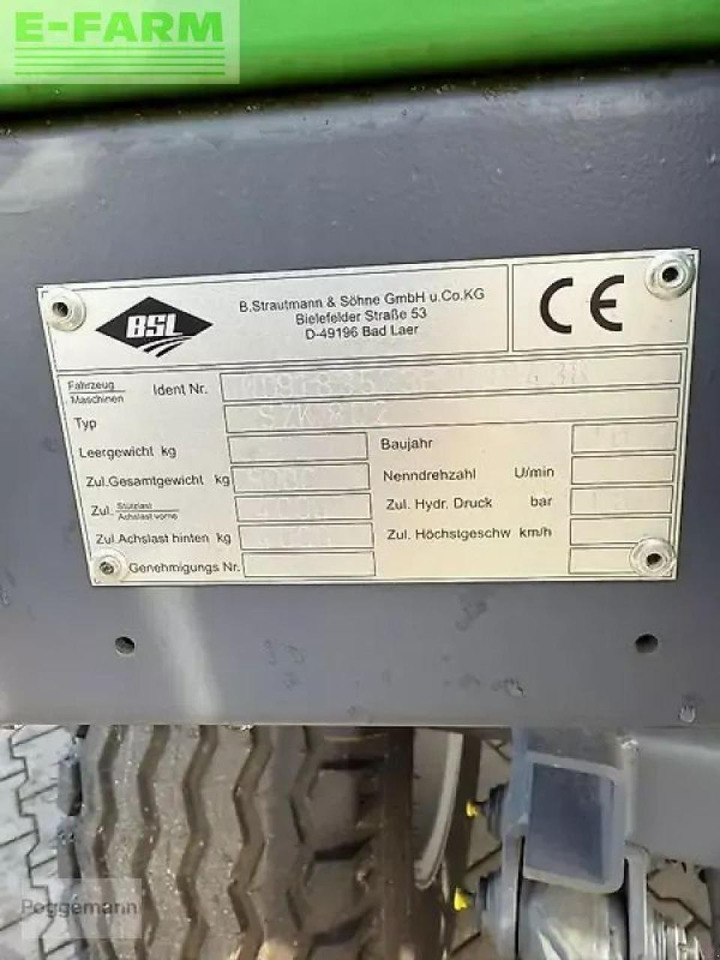 E-FARM
BSL
B.Strautmann & Söhne GmbH u.Co.KG
Bielefelder Straße 53
D-49196 Bad Laer
CE
Fahrzeug
Maschinen
Ident Nr.
Typ
SZK 802
Leergewicht kg
Baujahr
Zul.Gesamtgewicht kg
Nenndrehzahl U/min
Zul. Stützlast
Achslast vorne
Zul. Hydr. Druck bar
Zul.Achslast hinten kg
Zul. Höchstgeschw km/h
Genehmigungs Nr.
Poggemann